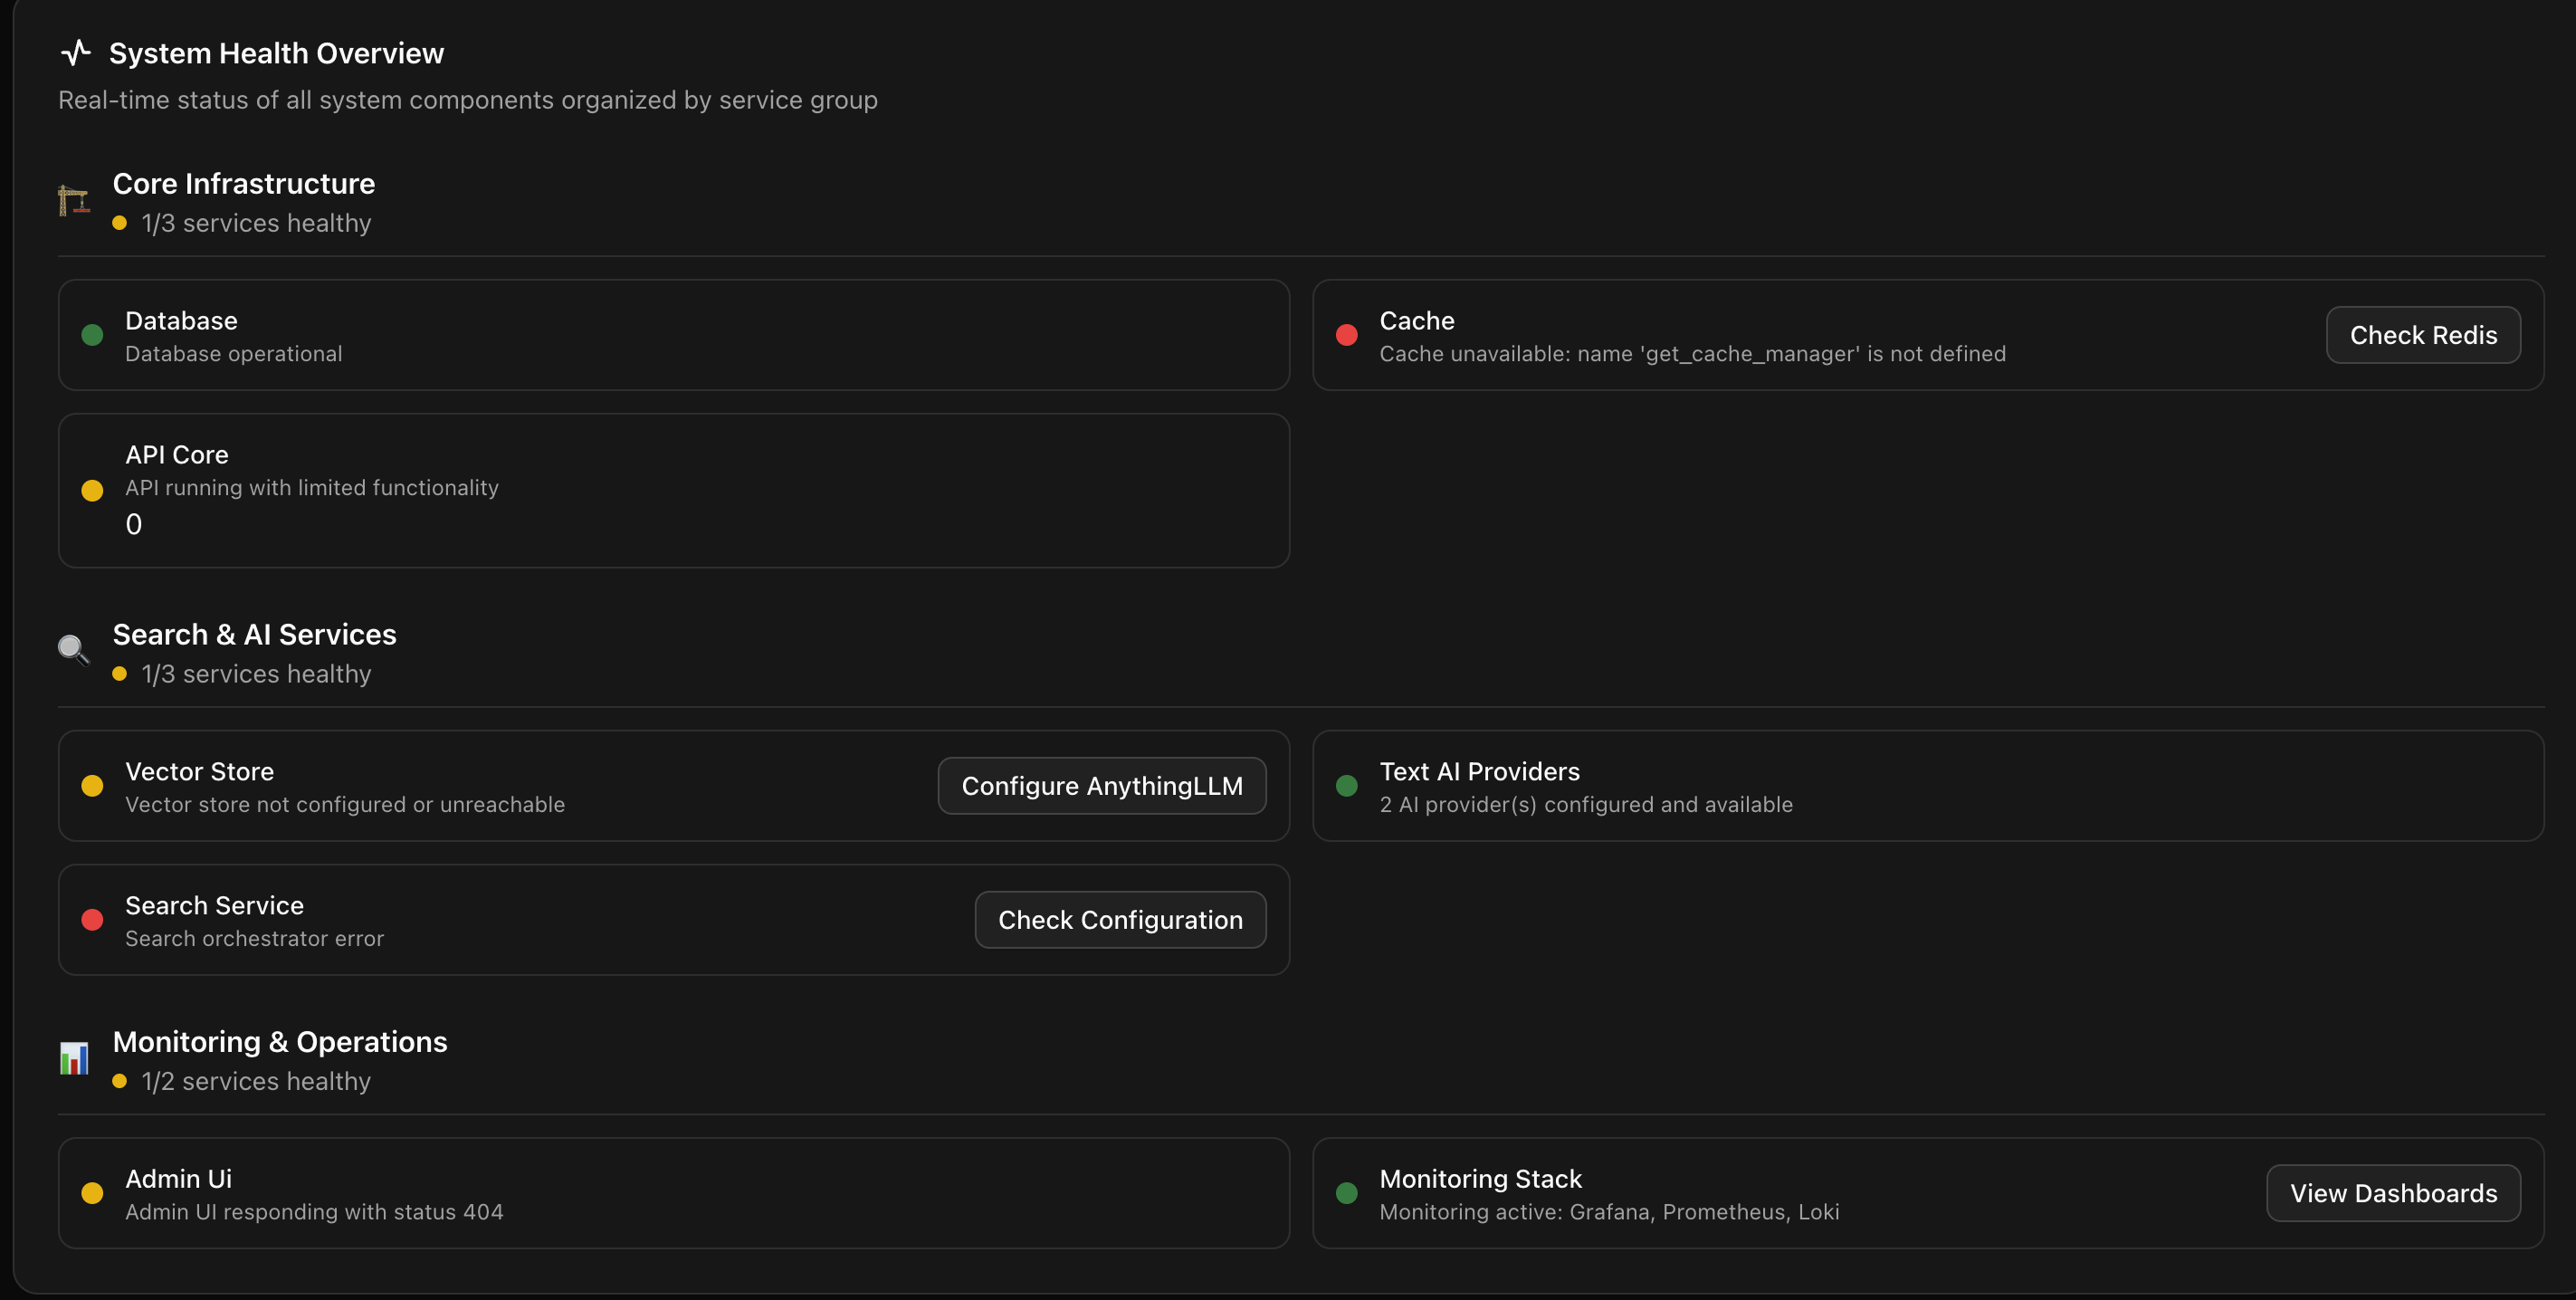 System Health Overview
Real-time status of all system components organized by service group
Core Infrastructure
1/3 services healthy
Database
Database operational
Cache
Cache unavailable: name 'get_cache_manager' is not defined
Check Redis
API Core
API running with limited functionality
0
Search & AI Services
1/3 services healthy
Vector Store
Vector store not configured or unreachable
Configure AnythingLLM
Text AI Providers
2 AI provider(s) configured and available
Search Service
Search orchestrator error
Check Configuration
Monitoring & Operations
1/2 services healthy
Admin Ui
Admin UI responding with status 404
Monitoring Stack
Monitoring active: Grafana, Prometheus, Loki
View Dashboards